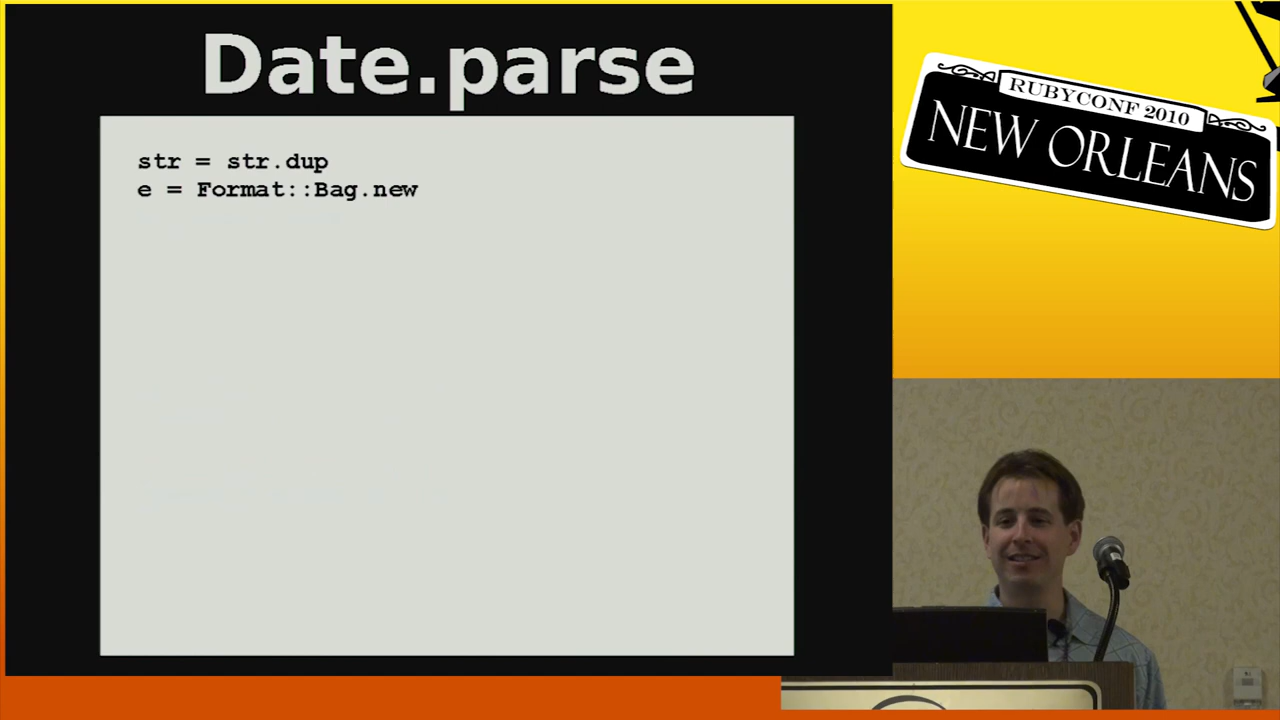 Date.parse
str = str.dup
e = Format::Bag.new
RUBYCONF 2010
NEW ORLEANS